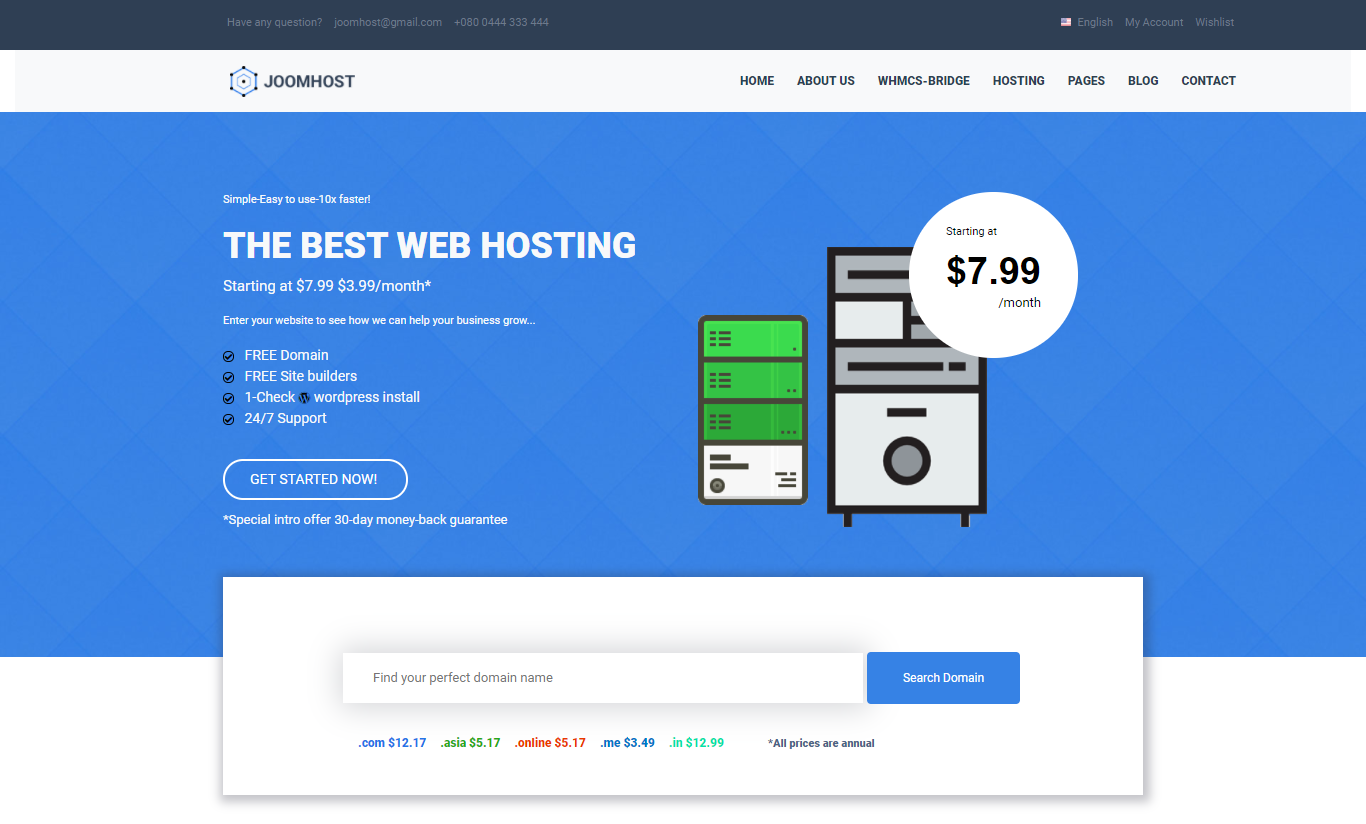 Have any question? joomhost@gmail.com +080 0444 333 444
English My Account Wishlist
JOOMHOST
HOME ABOUT US WHMCS-BRIDGE HOSTING PAGES BLOG CONTACT
Simple-Easy to use-10x faster!
THE BEST WEB HOSTING
Starting at $7.99 $3.99/month*
Enter your website to see how we can help your business grow...
FREE Domain
FREE Site builders
1-Check wordpress install
24/7 Support
GET STARTED NOW!
*Special intro offer 30-day money-back guarantee
Starting at
$7.99
/month
Find your perfect domain name
Search Domain
.com $12.17 .asia $5.17 .online $5.17 .me $3.49 .in $12.99 *All prices are annual